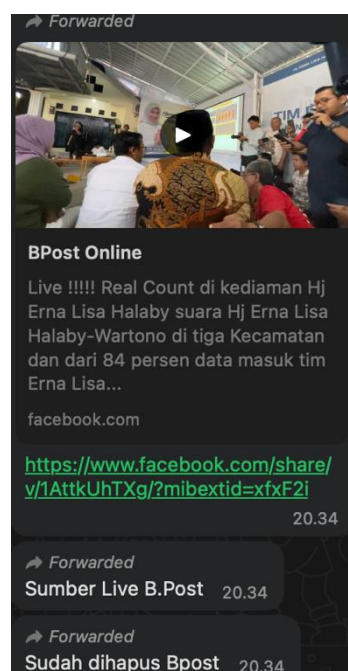 Forwarded
TIM
BPost Online
Live !!!!! Real Count di kediaman Hj
Erna Lisa Halaby suara Hj Erna Lisa
Halaby-Wartono di tiga Kecamatan
dan dari 84 persen data masuk tim
Erna Lisa...
facebook.com
https://www.facebook.com/share/
v/1AttkUhTXg/?mibextid=xfxF2i
20.34
Forwarded
Sumber Live B.Post 20.34
Forwarded
Sudah dihapus Bpost 20.34